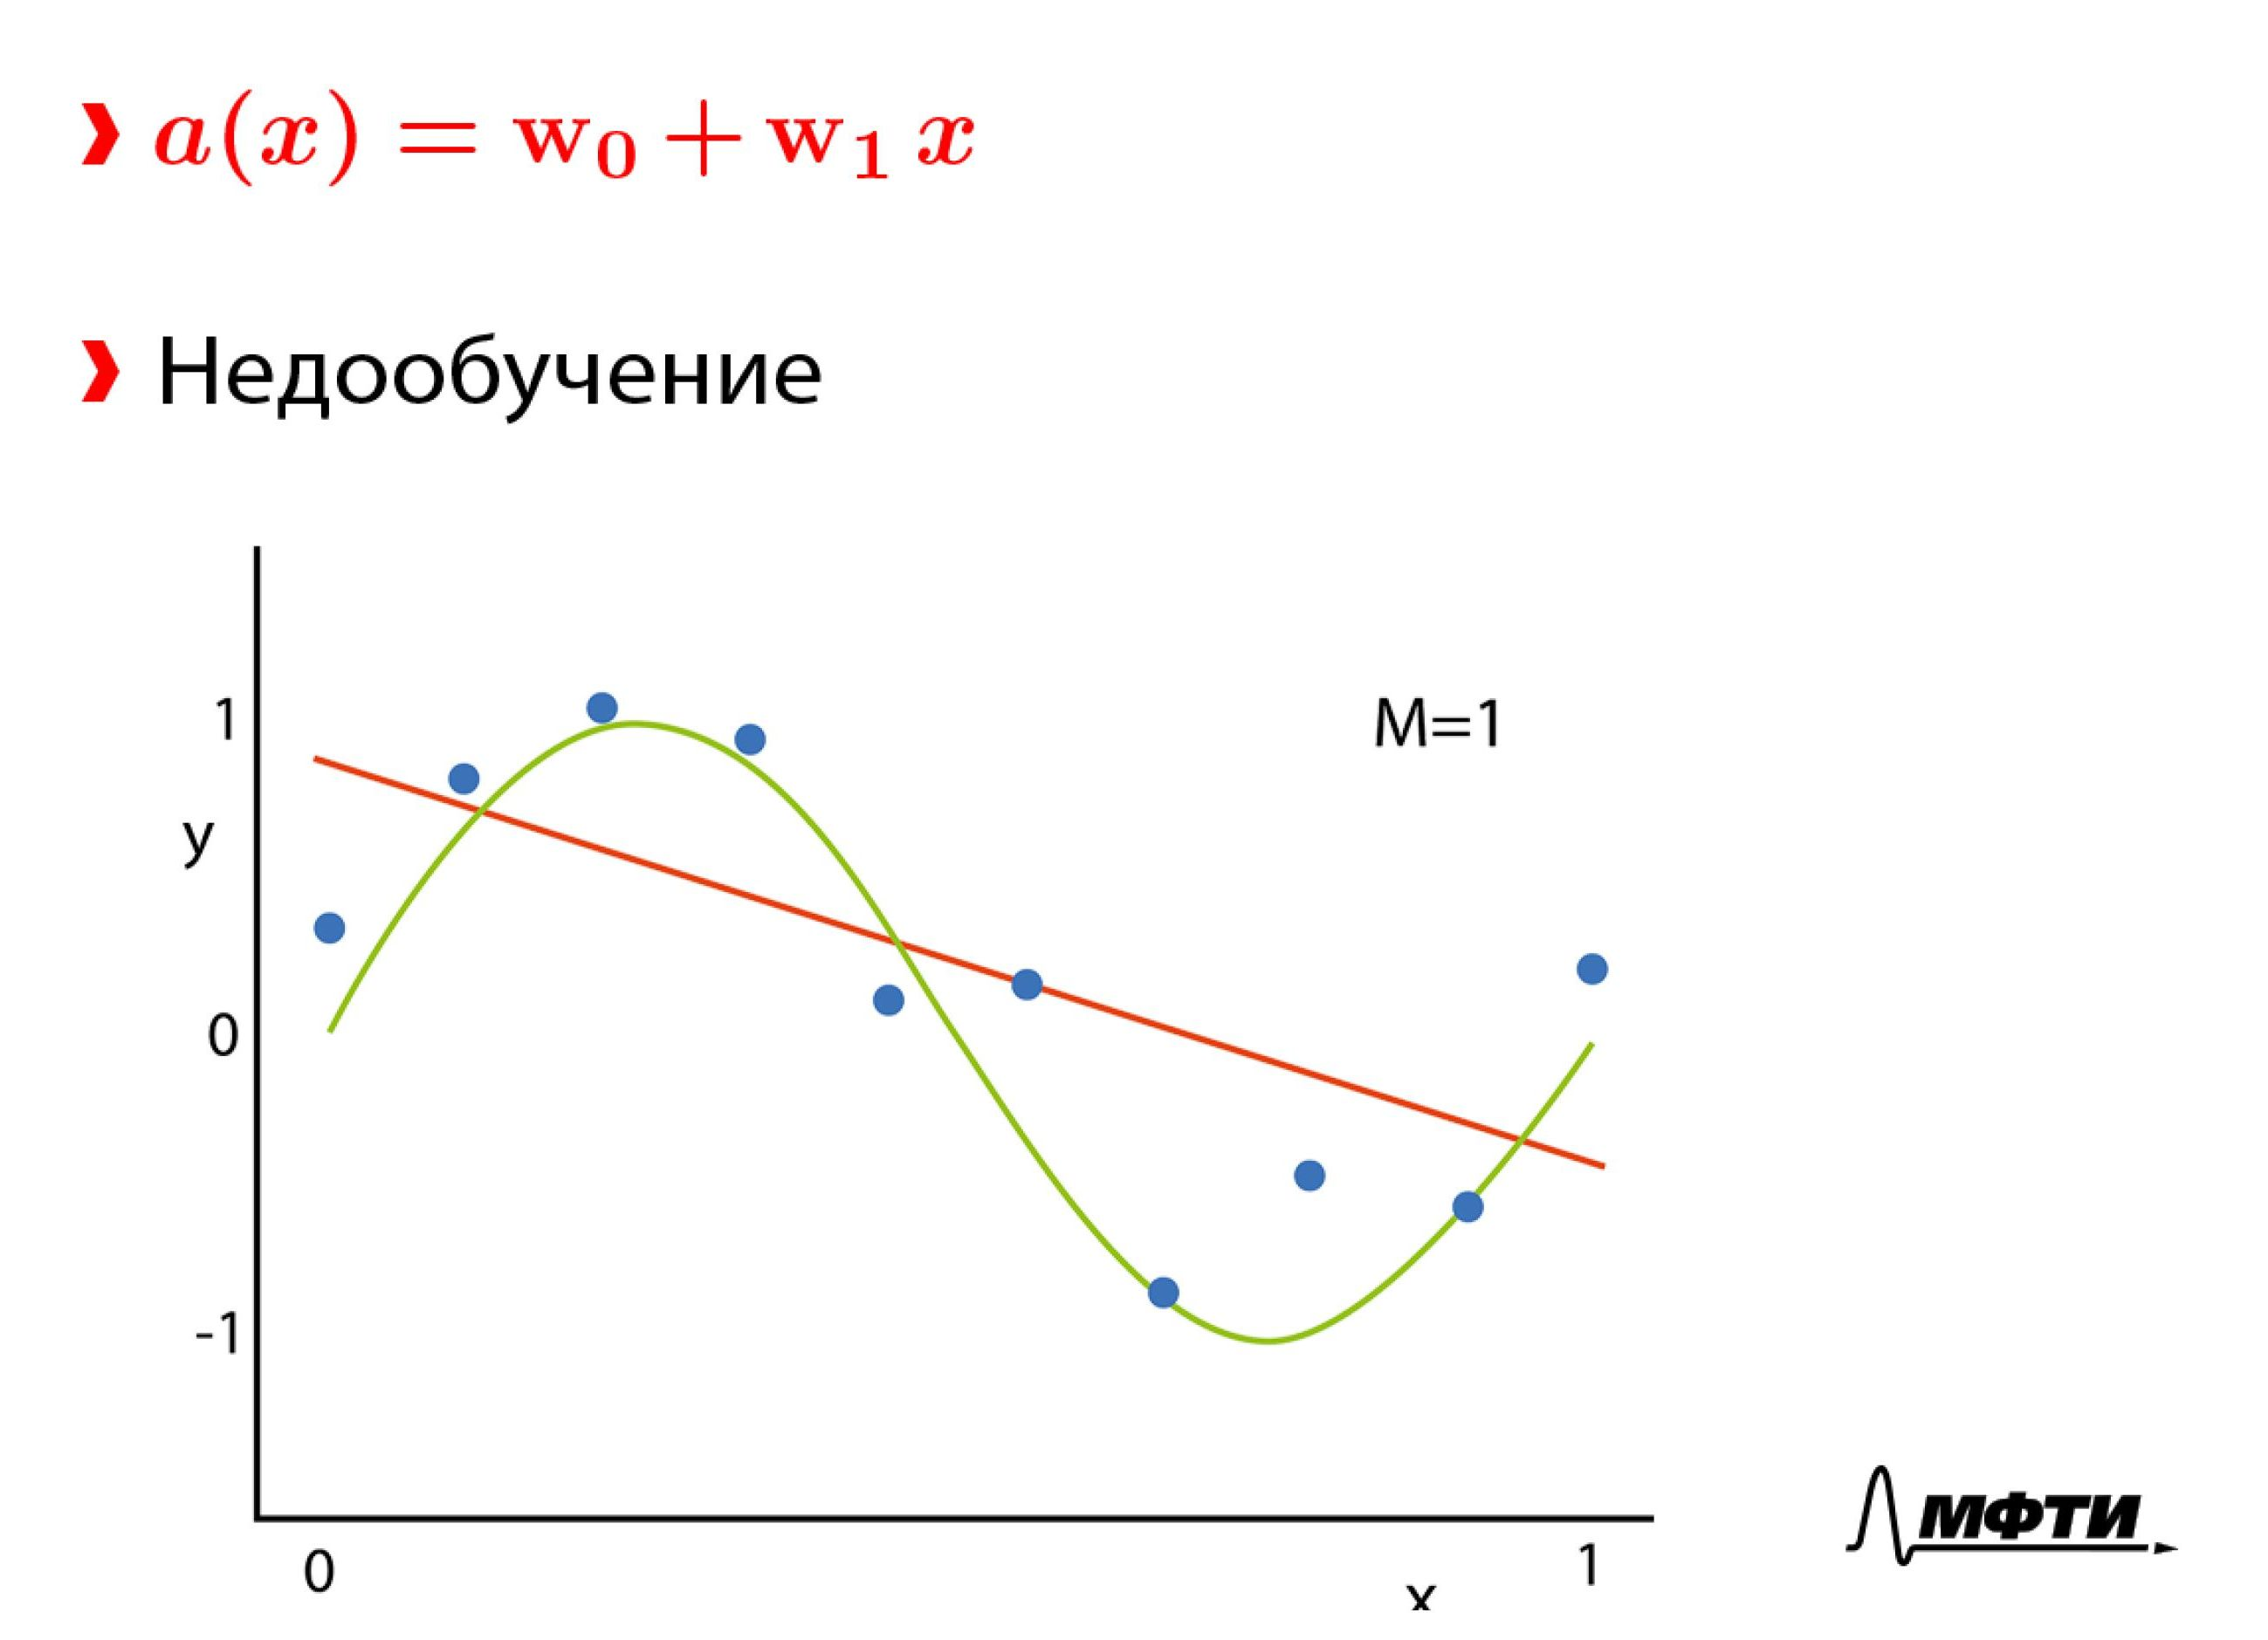 a(x) = w₀ + w₁ x
Недообучение
1
M=1
y
0
-1
0
1
x
МФТИ